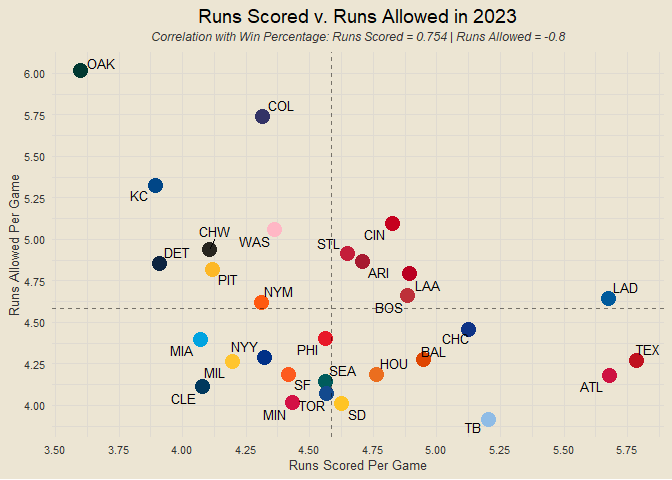 Runs Scored v. Runs Allowed in 2023
Correlation with Win Percentage: Runs Scored = 0.754 | Runs Allowed = -0.8
6.00
OAK
5.75
COL
5.50
KC
5.25
CIN
5.00
CHW
WAS
STL
DET
PIT
ARI
LAA
4.75
NYM
BOS
LAD
4.50
MIA
NYY
PHI
CHC
BAL
TEX
4.25
MIL
SF
SEA
HOU
ATL
CLE
MIN
TOR
SD
TB
4.00
Runs Allowed Per Game
3.50 3.75 4.00 4.25 4.50 4.75 5.00 5.25 5.50 5.75
Runs Scored Per Game